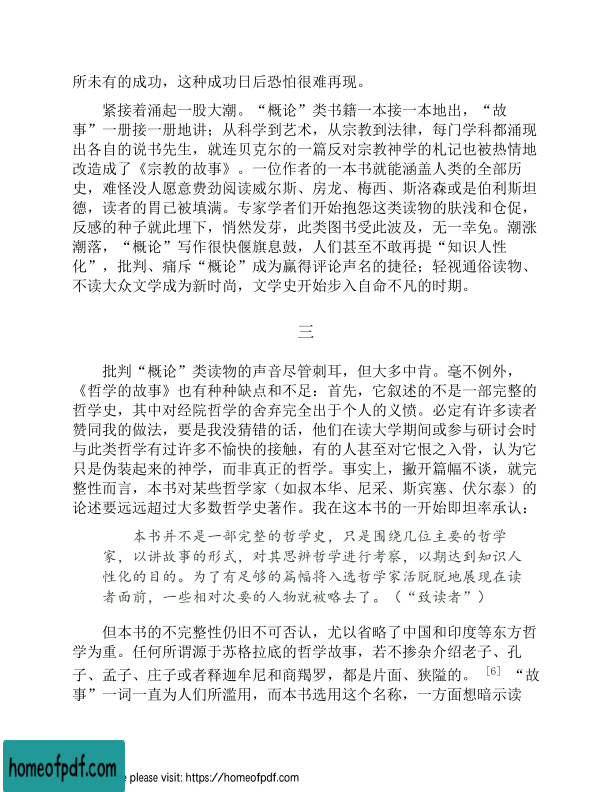 所未有的成功，这种成功日后恐怕很难再现。
紧接着涌起一股大潮。“概论”类书籍一本接一本地出，“故
事”一册接一册地讲；从科学到艺术，从宗教到法律，每门学科都涌现
出各自的说书先生，就连贝克尔的一篇反对宗教神学的札记也被热情地
改造成了《宗教的故事》。一位作者的一本书就能涵盖人类的全部历
史，难怪没人愿意费劲阅读威尔斯、房龙、梅西、斯洛森或是伯利斯坦
德，读者的胃已被填满。专家学者们开始抱怨这类读物的肤浅和仓促，
反感的种子就此埋下，悄然发芽，此类图书受此波及，无一幸免。潮涨
潮落，“概论”写作很快偃旗息鼓，人们甚至不敢再提“知识人性
化”，批判、痛斥“概论”成为赢得评论声名的捷径；轻视通俗读物、
不读大众文学成为新时尚，文学史开始步入自命不凡的时期。
三
批判“概论”类读物的声音尽管刺耳，但大多中肯。毫不例外，
《哲学的故事》也有种种缺点和不足：首先，它叙述的不是一部完整的
哲学史，其中对经院哲学的舍弃完全出于个人的义愤。必定有许多读者
赞同我的做法，要是我没猜错的话，他们在读大学期间或参与研讨会时
与此类哲学有过许多不愉快的接触，有的人甚至对它恨之入骨，认为它
只是伪装起来的神学，而非真正的哲学。事实上，撇开篇幅不谈，就完
整性而言，本书对某些哲学家（如叔本华、尼采、斯宾塞、伏尔泰）的
论述要远远超过大多数哲学史著作。我在这本书的一开始即坦率承认：
本书并不是一部完整的哲学史，只是围绕几位主要的哲学
家，以讲故事的形式，对其思辨哲学进行考察，以期达到知识人
性化的目的。为了有足够的篇幅将入选哲学家活脱脱地展现在读
者面前，一些相对次要的人物就被略去了。（“致读者”）
但本书的不完整性仍旧不可否认，尤以省略了中国和印度等东方哲
学为重。任何所谓源于苏格拉底的哲学故事，若不掺杂介绍老子、孔
子、孟子、庄子或者释迦牟尼和商羯罗，都是片面、狭隘的。[6]“故
事”一词一直为人们所滥用，而本书选用这个名称，一方面想暗示读
homeofpdf.com
e please visit: https://homeofpdf.com